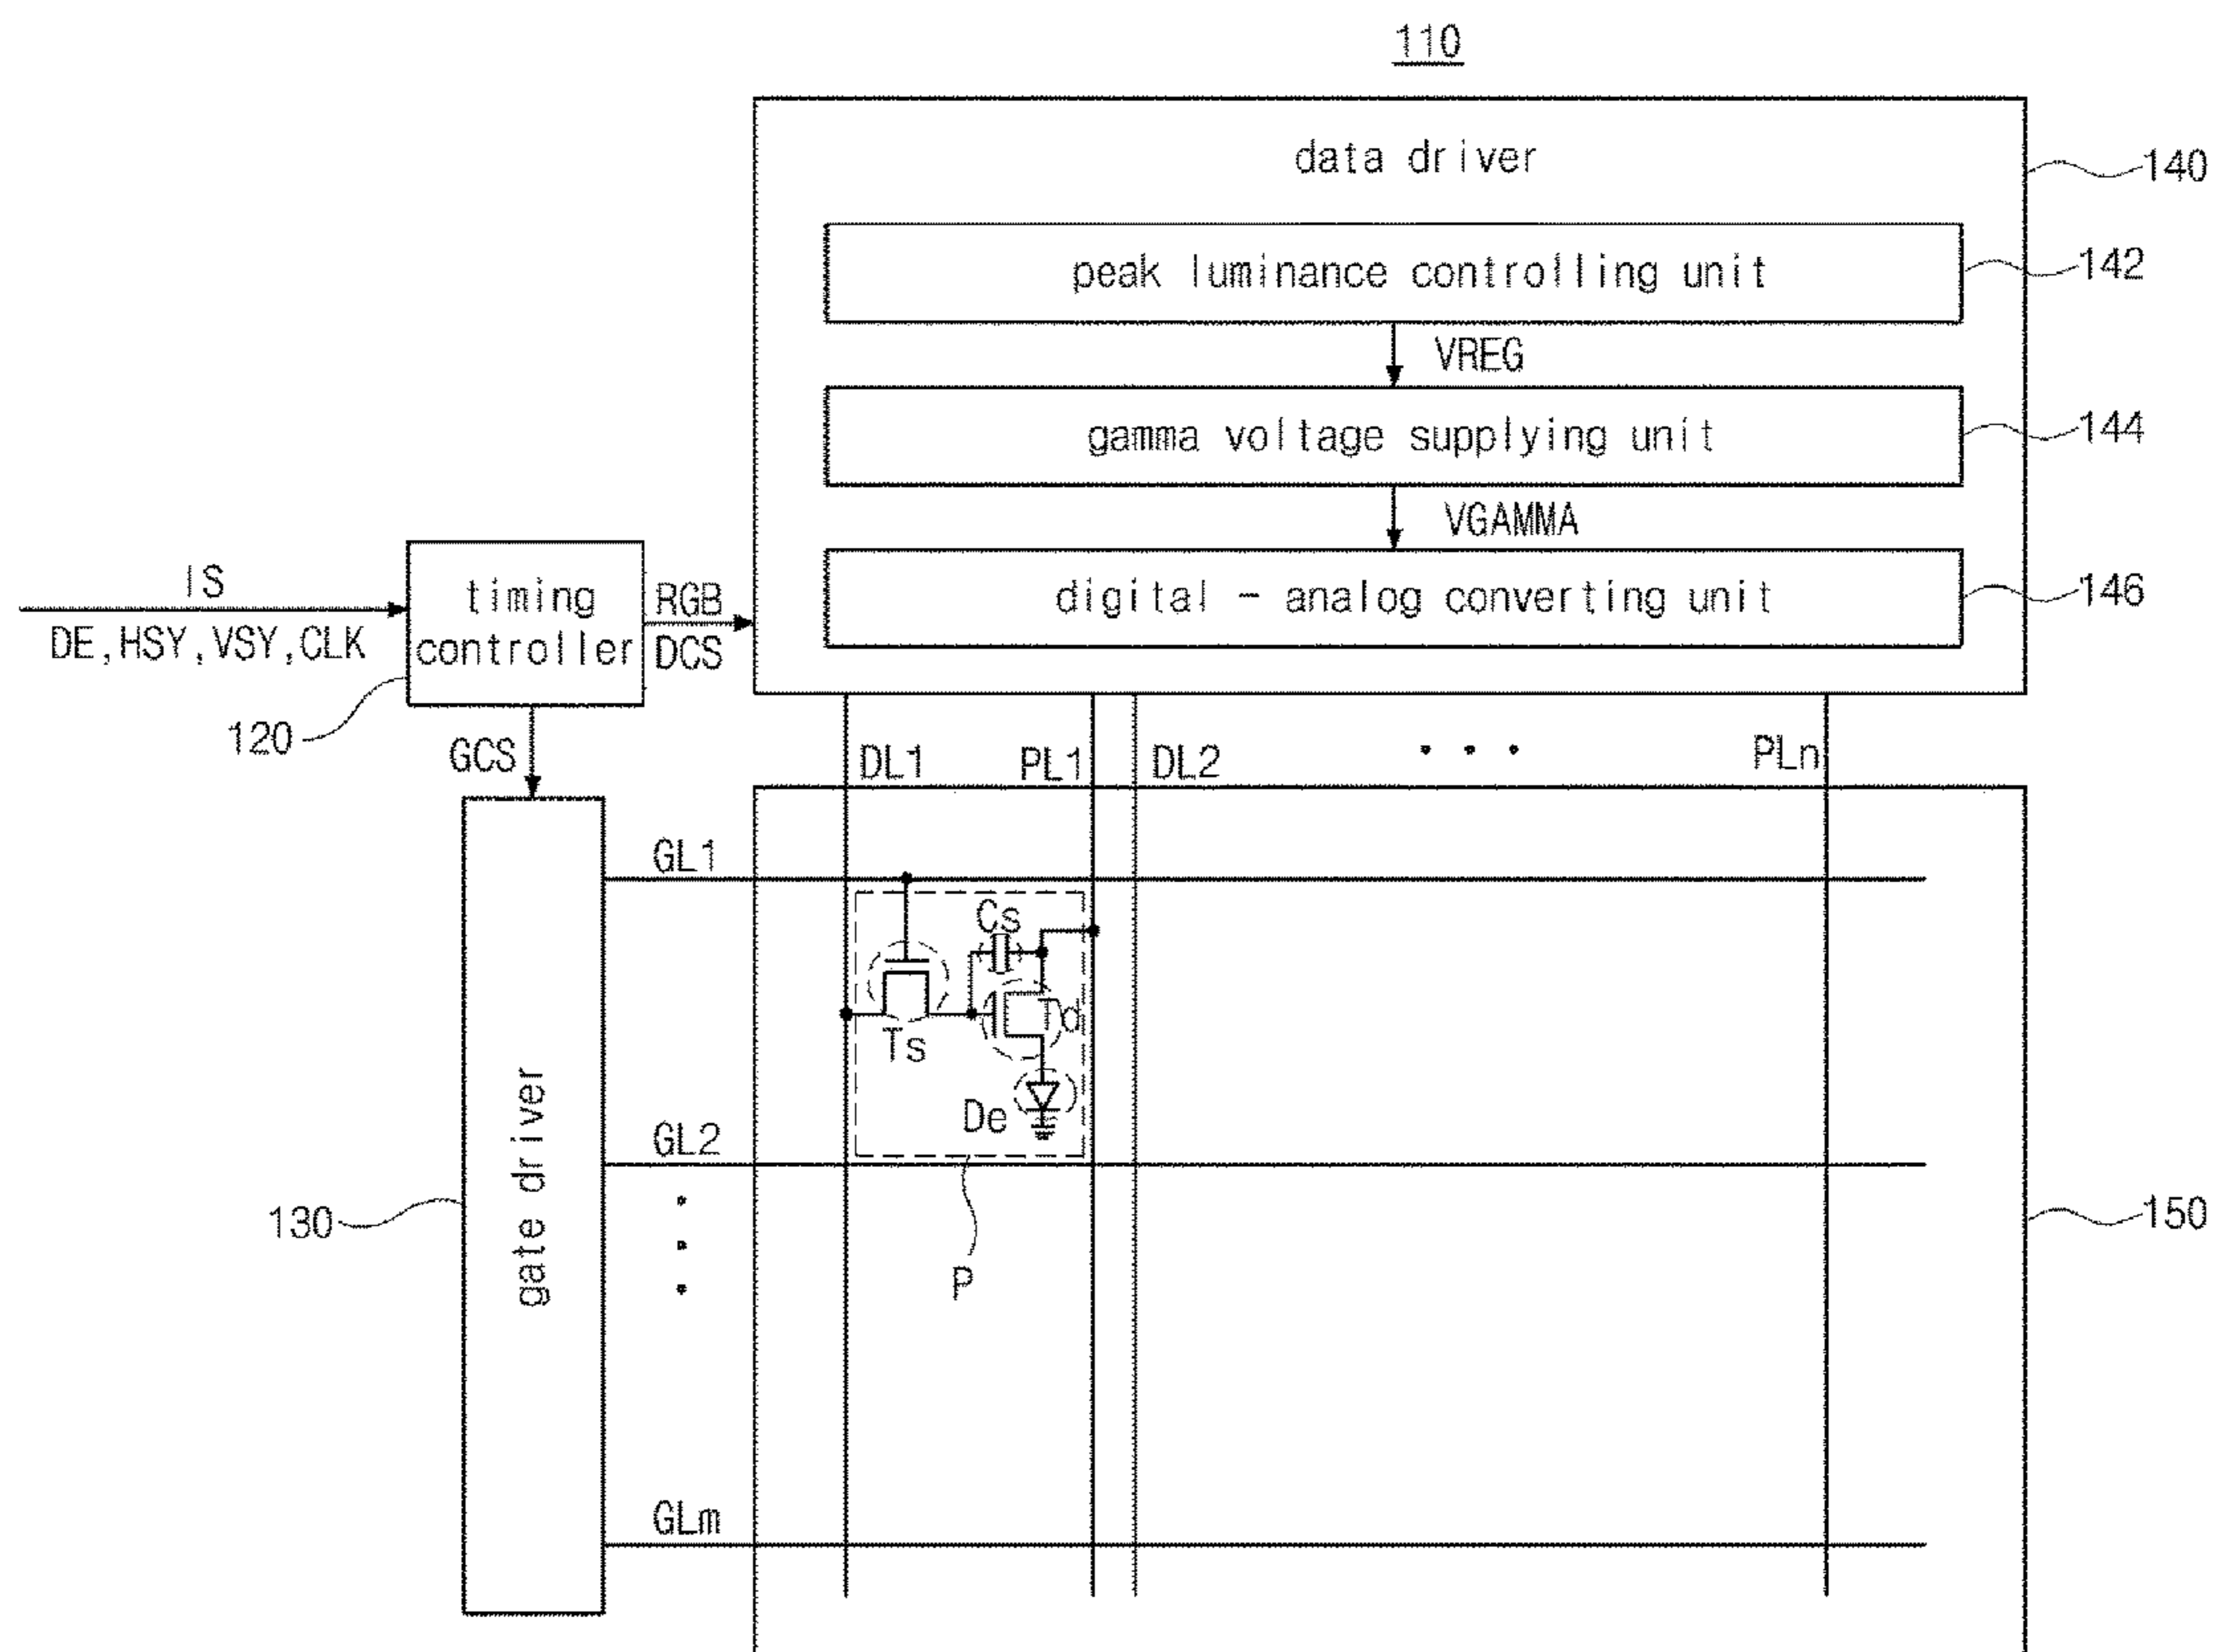 110
data driver
140
peak luminance controlling unit
142
VREG
gamma voltage supplying unit
144
VGAMMA
digital - analog converting unit
146
IS
DE,HSY,VSY,CLK
timing
controller
RGB
DCS
120
GCS
DL1
PL1
DL2
. . .
PLn
GL1
Cs
Ts
Td
De
GL2
gate driver
130
150
P
GLm